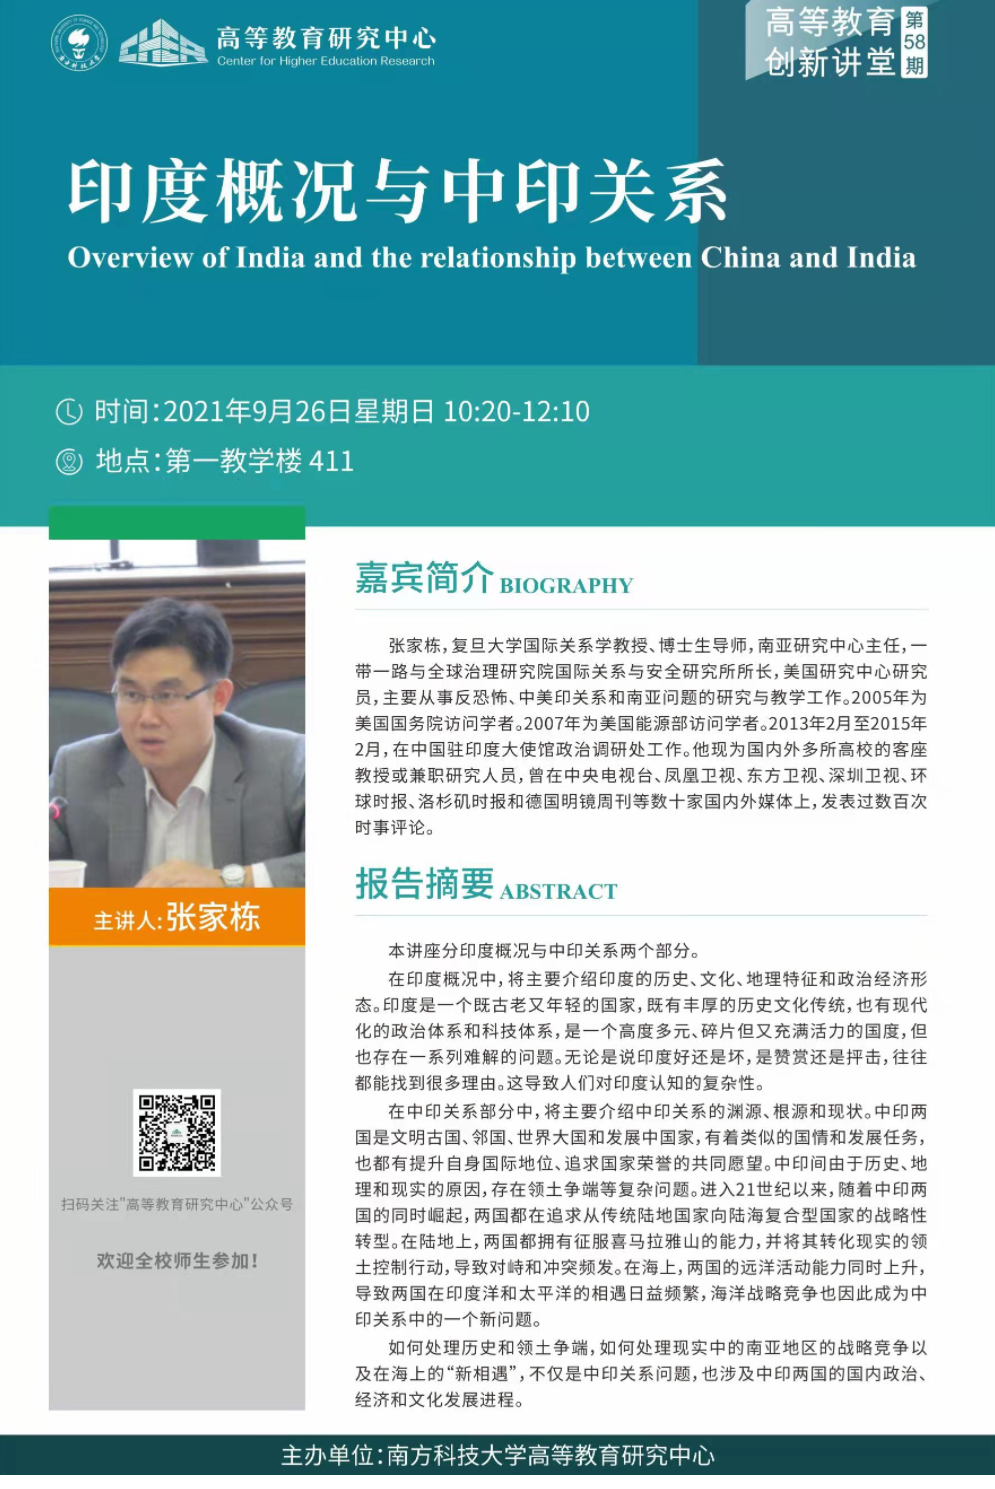 高等教育研究中心
Center for Higher Education Research
高等教育
创新讲堂
第
58
期
印度概况与中印关系
Overview of India and the relationship between China and India
时间:2021年9月26日星期日 10:20-12:10
地点:第一教学楼 411
嘉宾简介 BIOGRAPHY
张家栋,复旦大学国际关系学教授、博士生导师,南亚研究中心主任,一
带一路与全球治理研究院国际关系与安全研究所所长,美国研究中心研究
员,主要从事反恐怖、中美印关系和南亚问题的研究与教学工作。2005年为
美国国务院访问学者。2007年为美国能源部访问学者。2013年2月至2015年
2月,在中国驻印度大使馆政治调研处工作。他现为国内外多所高校的客座
教授或兼职研究人员,曾在中央电视台、凤凰卫视、东方卫视、深圳卫视、环
球时报、洛杉矶时报和德国明镜周刊等数十家国内外媒体上,发表过数百次
时事评论。
主讲人:张家栋
报告摘要 ABSTRACT
本讲座分印度概况与中印关系两个部分。
在印度概况中,将主要介绍印度的历史、文化、地理特征和政治经济形
态。印度是一个既古老又年轻的国家,既有丰厚的历史文化传统,也有现代
化的政治体系和科技体系,是一个高度多元、碎片但又充满活力的国度,但
也存在一系列难解的问题。无论是说印度好还是坏,是赞赏还是抨击,往往
都能找到很多理由。这导致人们对印度认知的复杂性。
在中印关系部分中,将主要介绍中印关系的渊源、根源和现状。中印两
国是文明古国、邻国、世界大国和发展中国家,有着类似的国情和发展任务,
也都有提升自身国际地位、追求国家荣誉的共同愿望。中印间由于历史、地
理和现实的原因,存在领土争端等复杂问题。进入21世纪以来,随着中印两
国的同时崛起,两国都在追求从传统陆地国家向陆海复合型国家的战略性
转型。在陆地上,两国都拥有征服喜马拉雅山的能力,并将其转化现实的领
土控制行动,导致对峙和冲突频发。在海上,两国的远洋活动能力同时上升,
导致两国在印度洋和太平洋的相遇日益频繁,海洋战略竞争也因此成为中
印关系中的一个新问题。
如何处理历史和领土争端,如何处理现实中的南亚地区的战略竞争以
及在海上的“新相遇”,不仅是中印关系问题,也涉及中印两国的国内政治、
经济和文化发展进程。
扫码关注"高等教育研究中心"公众号
欢迎全校师生参加!
主办单位:南方科技大学高等教育研究中心